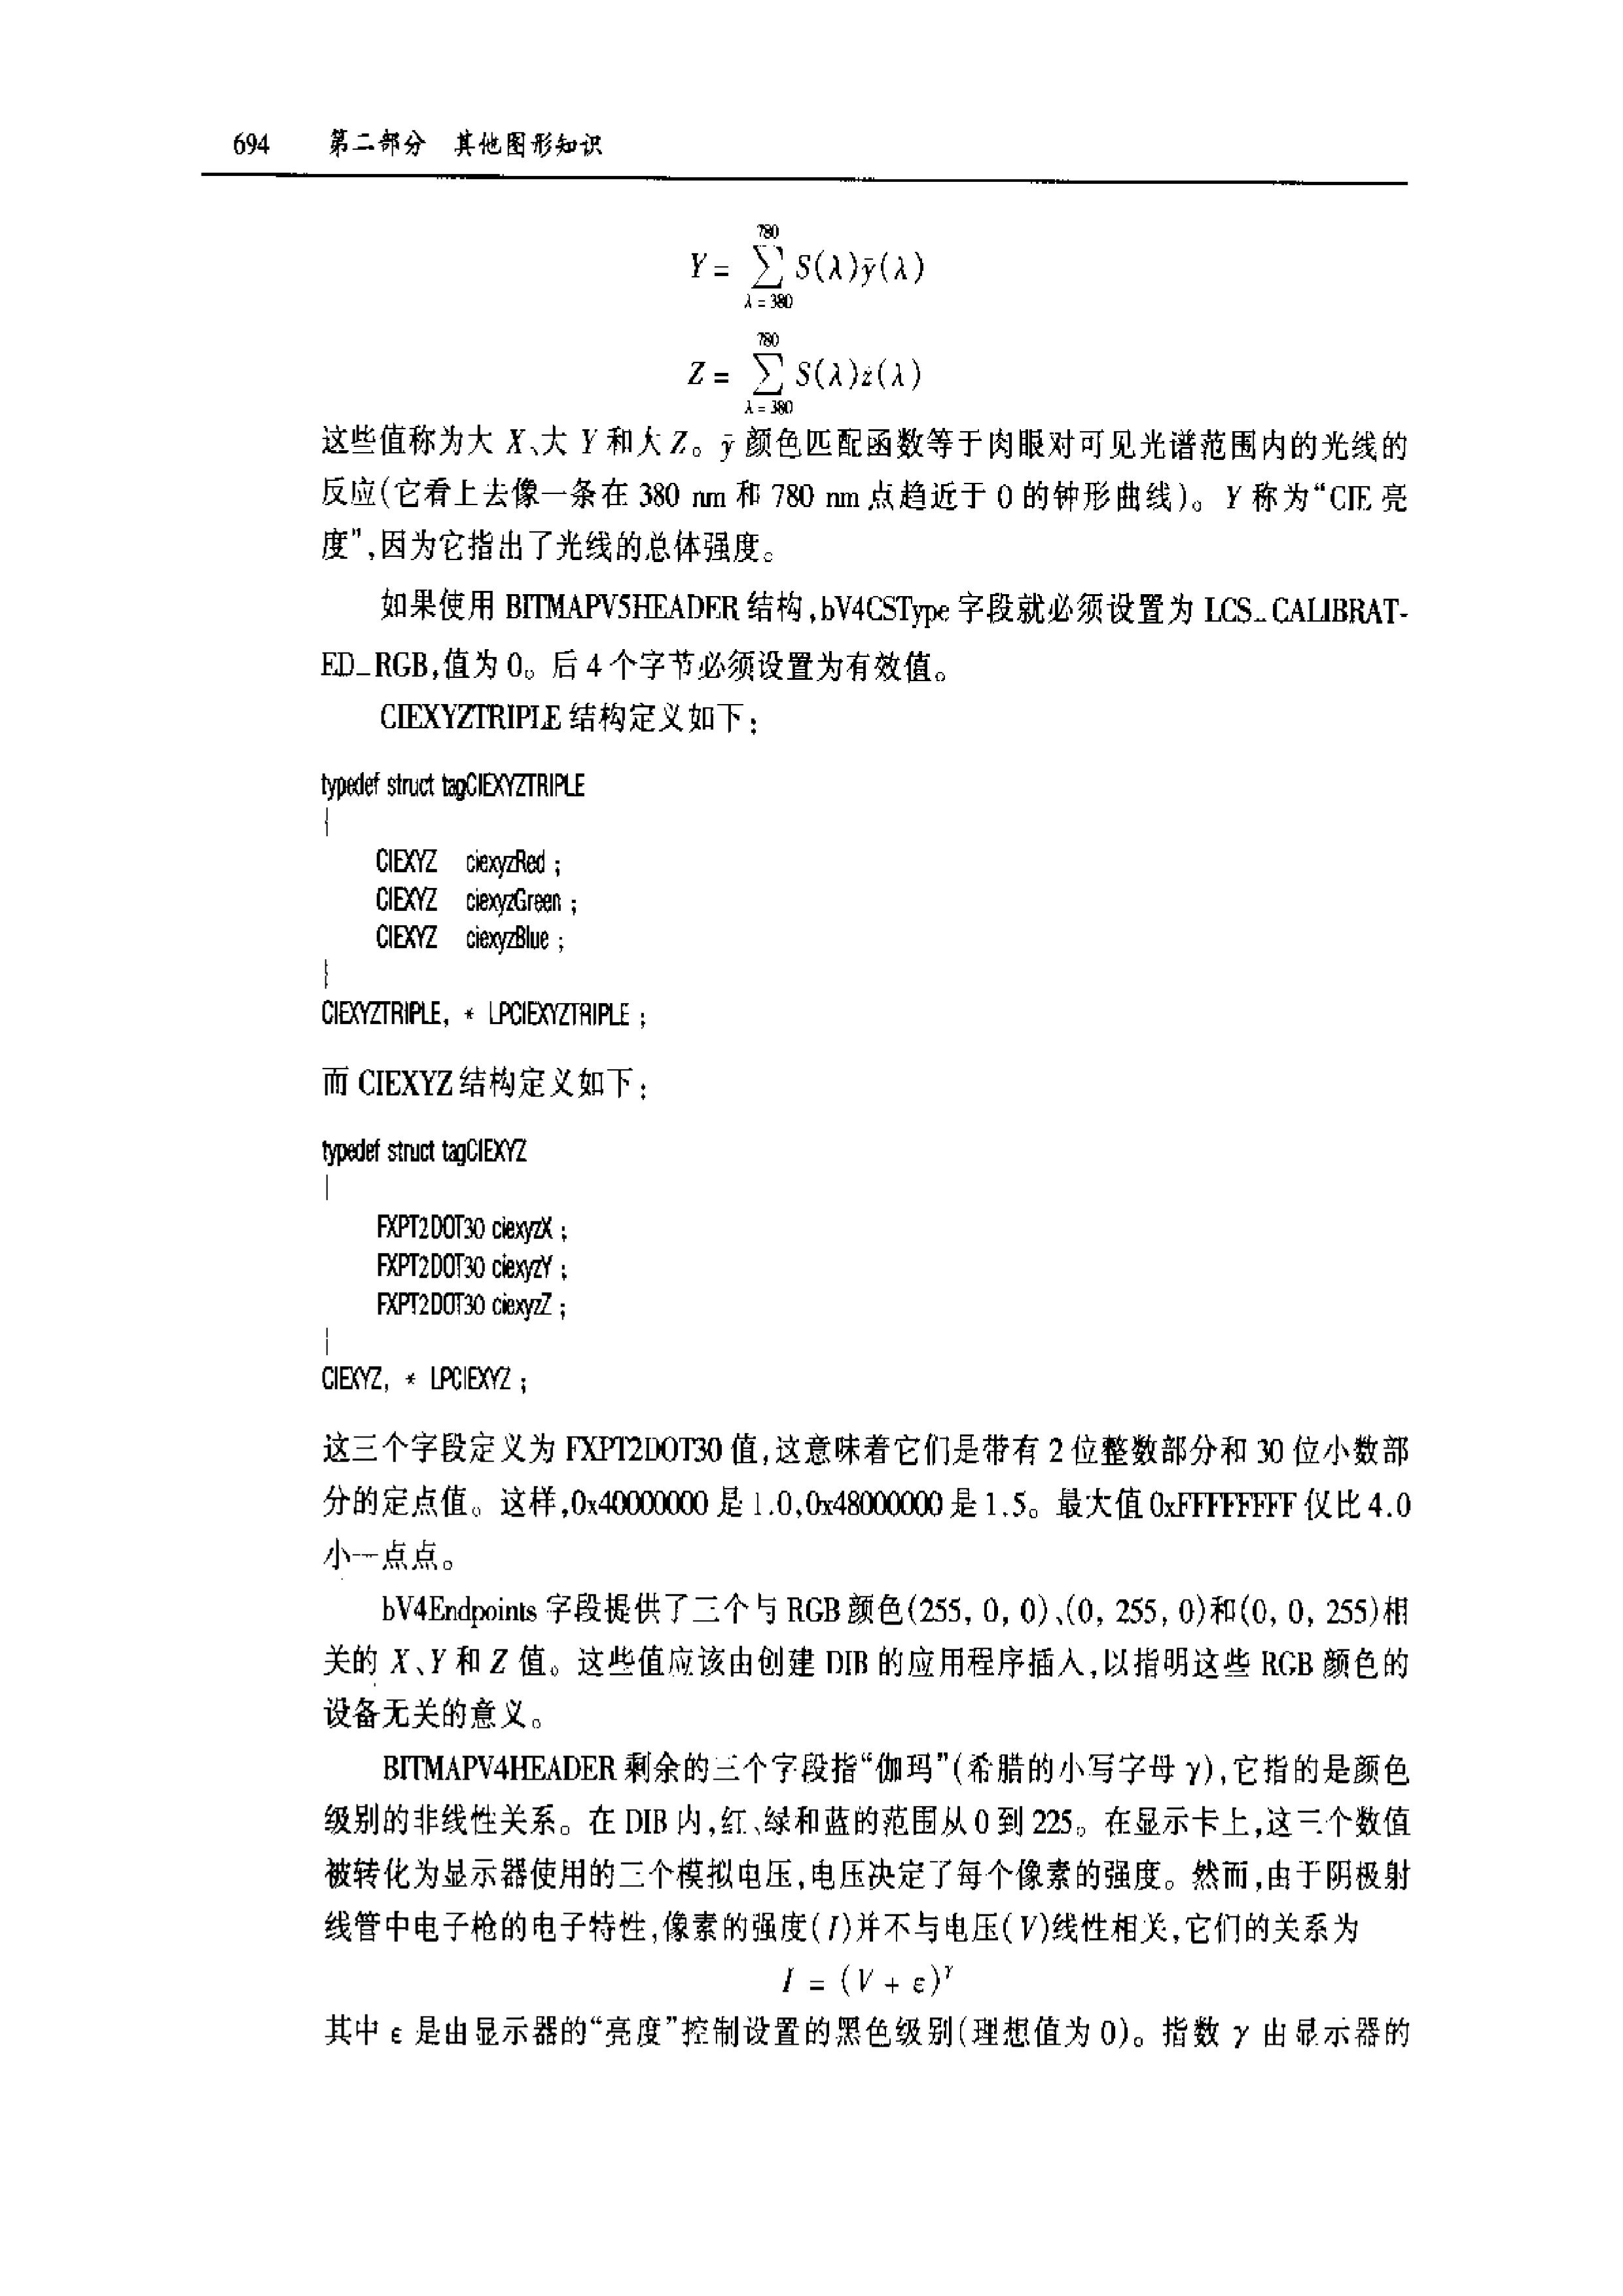 694 第二部分 其他图形知识
780
Y = ∑ S(λ)ȳ(λ)
λ = 380
780
Z = ∑ S(λ)z̄(λ)
λ = 380
这些值称为大 X、大 Y 和大 Z。ȳ 颜色匹配函数等于肉眼对可见光谱范围内的光线的
反应(它看上去像一条在 380 nm 和 780 nm 点趋近于 0 的钟形曲线)。Y 称为“CIE 亮
度”,因为它指出了光线的总体强度。
如果使用 BITMAPV5HEADER 结构,bV4CSType 字段就必须设置为 LCS_CALIBRAT-
ED_RGB,值为 0。后 4 个字节必须设置为有效值。
CIEXYZTRIPLE 结构定义如下:
typedef struct tagCIEXYZTRIPLE
{
CIEXYZ ciexyzRed ;
CIEXYZ ciexyzGreen ;
CIEXYZ ciexyzBlue ;
}
CIEXYZTRIPLE, * LPCIEXYZTRIPLE ;
而 CIEXYZ 结构定义如下:
typedef struct tagCIEXYZ
{
FXPT2DOT30 ciexyzX ;
FXPT2DOT30 ciexyzY ;
FXPT2DOT30 ciexyzZ ;
}
CIEXYZ, * LPCIEXYZ ;
这三个字段定义为 FXPT2DOT30 值,这意味着它们是带有 2 位整数部分和 30 位小数部
分的定点值。这样,0x40000000 是 1.0,0x48000000 是 1.5。最大值 0xFFFFFFFF 仅比 4.0
小一点点。
bV4Endpoints 字段提供了三个与 RGB 颜色(255, 0, 0)、(0, 255, 0)和(0, 0, 255)相
关的 X、Y 和 Z 值。这些值应该由创建 DIB 的应用程序插入,以指明这些 RGB 颜色的
设备无关的意义。
BITMAPV4HEADER 剩余的三个字段指“伽玛”(希腊的小写字母 γ),它指的是颜色
级别的非线性关系。在 DIB 内,红、绿和蓝的范围从 0 到 225。在显示卡上,这三个数值
被转化为显示器使用的三个模拟电压,电压决定了每个像素的强度。然而,由于阴极射
线管中电子枪的电子特性,像素的强度(I)并不与电压(V)线性相关,它们的关系为
I = (V + ε)^γ
其中 ε 是由显示器的“亮度”控制设置的黑色级别(理想值为 0)。指数 γ 由显示器的